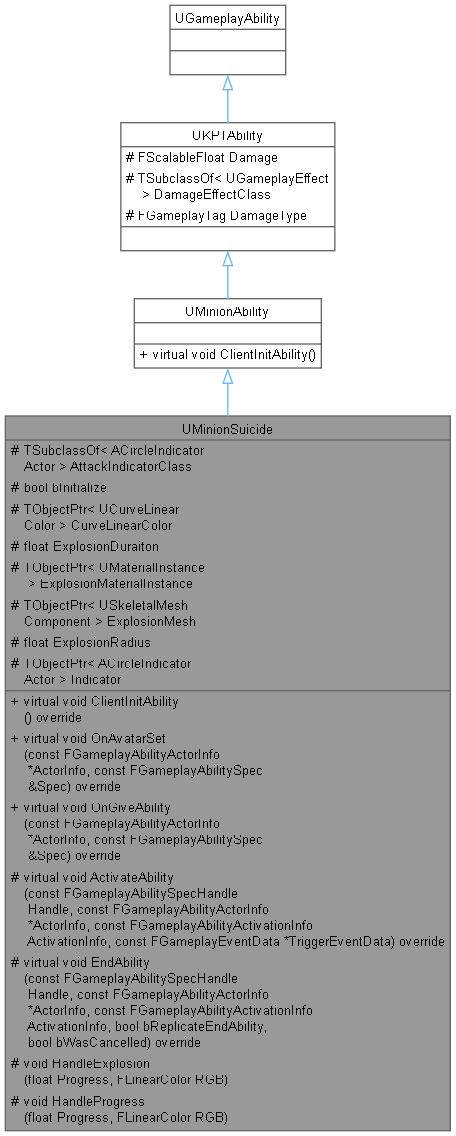 UGameplayAbility
UKPTAbility
# FScalableFloat Damage
# TSubclassOf< UGameplayEffect
> DamageEffectClass
# FGameplayTag DamageType
UMinionAbility
+ virtual void ClientInitAbility()
UMinionSuicide
# TSubclassOf< ACircleIndicator
Actor > AttackIndicatorClass
# bool bInitialize
# TObjectPtr< UCurveLinear
Color > CurveLinearColor
# float ExplosionDuraiton
# TObjectPtr< UMaterialInstance
> ExplosionMaterialInstance
# TObjectPtr< USkeletalMesh
Component > ExplosionMesh
# float ExplosionRadius
# TObjectPtr< ACircleIndicator
Actor > Indicator
+ virtual void ClientInitAbility
() override
+ virtual void OnAvatarSet
(const FGameplayAbilityActorInfo
*ActorInfo, const FGameplayAbilitySpec
&Spec) override
+ virtual void OnGiveAbility
(const FGameplayAbilityActorInfo
*ActorInfo, const FGameplayAbilitySpec
&Spec) override
# virtual void ActivateAbility
(const FGameplayAbilitySpecHandle
Handle, const FGameplayAbilityActorInfo
*ActorInfo, const FGameplayAbilityActivationInfo
ActivationInfo, const FGameplayEventData *TriggerEventData) override
# virtual void EndAbility
(const FGameplayAbilitySpecHandle
Handle, const FGameplayAbilityActorInfo
*ActorInfo, const FGameplayAbilityActivationInfo
ActivationInfo, bool bReplicateEndAbility,
bool bWasCancelled) override
# void HandleExplosion
(float Progress, FLinearColor RGB)
# void HandleProgress
(float Progress, FLinearColor RGB)